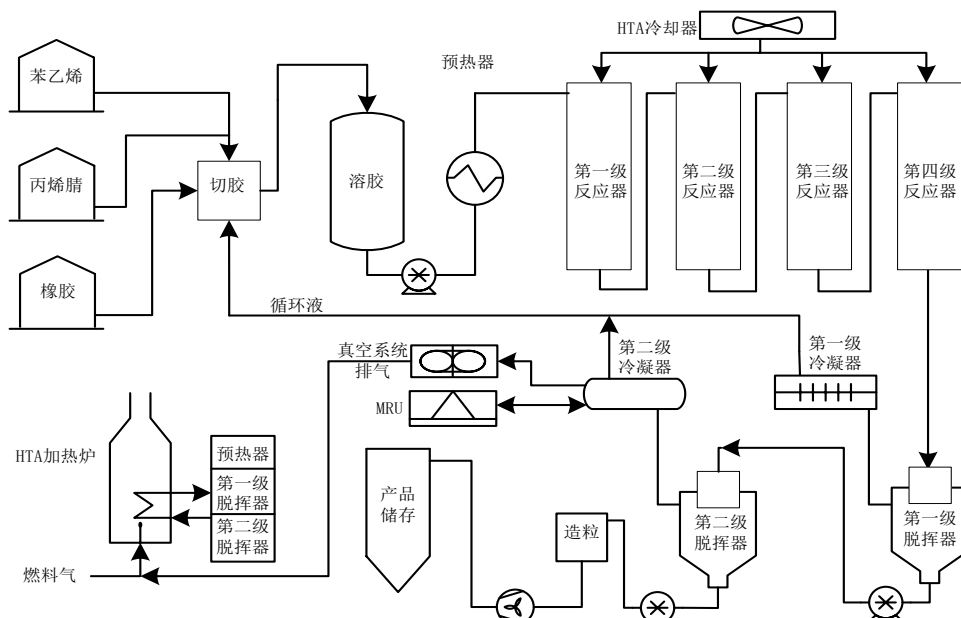 HTA冷却器
预热器
苯乙烯
丙烯腈
切胶
溶胶
第一级
反应器
第二级
反应器
第三级
反应器
第四级
反应器
橡胶
循环液
真空系统
排气
第二级
冷凝器
第一级
冷凝器
MRU
HTA加热炉
预热器
第一级
脱挥器
第二级
脱挥器
产品
储存
造粒
第二级
脱挥器
第一级
脱挥器
燃料气